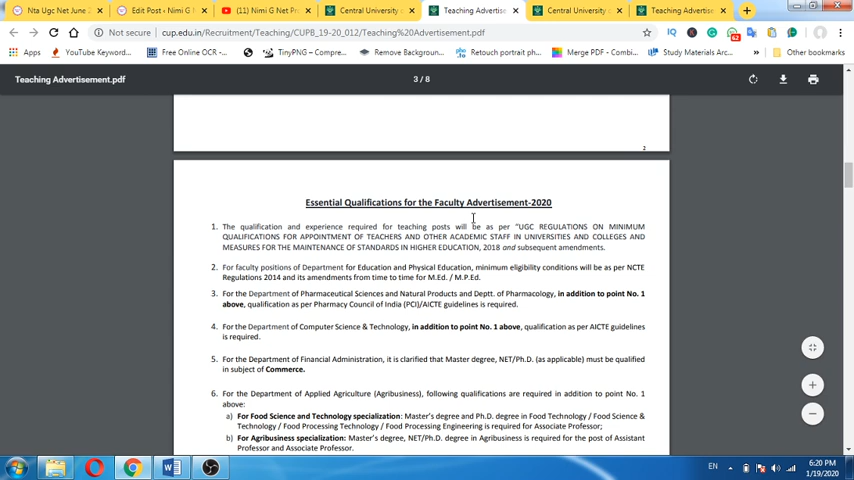 Nta Ugc Net June 2
Edit Post ‹ Nimi G N
(11) Nimi G Net Pro
Central University o
Teaching Advertise
Central University o
Teaching Advertise
Not secure
cup.edu.in/Recruitment/Teaching/CUPB_19-20_012/Teaching%20Advertisement.pdf
Apps
YouTube Keyword...
Free Online OCR -...
TinyPNG – Compre...
Remove Background...
Retouch portrait ph...
Merge PDF - Combi...
Study Materials Arc...
Other bookmarks
Teaching Advertisement.pdf
3 / 8
2
Essential Qualifications for the Faculty Advertisement-2020
1. The qualification and experience required for teaching posts will be as per "UGC REGULATIONS ON MINIMUM
QUALIFICATIONS FOR APPOINTMENT OF TEACHERS AND OTHER ACADEMIC STAFF IN UNIVERSITIES AND COLLEGES AND
MEASURES FOR THE MAINTENANCE OF STANDARDS IN HIGHER EDUCATION, 2018 and subsequent amendments.
2. For faculty positions of Department for Education and Physical Education, minimum eligibility conditions will be as per NCTE
Regulations 2014 and its amendments from time to time for M.Ed. / M.P.Ed.
3. For the Department of Pharmaceutical Sciences and Natural Products and Deptt. of Pharmacology, in addition to point No. 1
above, qualification as per Pharmacy Council of India (PCI)/AICTE guidelines is required.
4. For the Department of Computer Science & Technology, in addition to point No. 1 above, qualification as per AICTE guidelines
is required.
5. For the Department of Financial Administration, it is clarified that Master degree, NET/Ph.D. (as applicable) must be qualified
in subject of Commerce.
6. For the Department of Applied Agriculture (Agribusiness), following qualifications are required in addition to point No. 1
above:
a) For Food Science and Technology specialization: Master's degree and Ph.D. degree in Food Technology / Food Science &
Technology / Food Processing Technology / Food Processing Engineering is required for Associate Professor;
b) For Agribusiness specialization: Master's degree, NET/Ph.D. degree in Agribusiness is required for the post of Assistant
Professor and Associate Professor.
EN
6:20 PM
1/19/2020